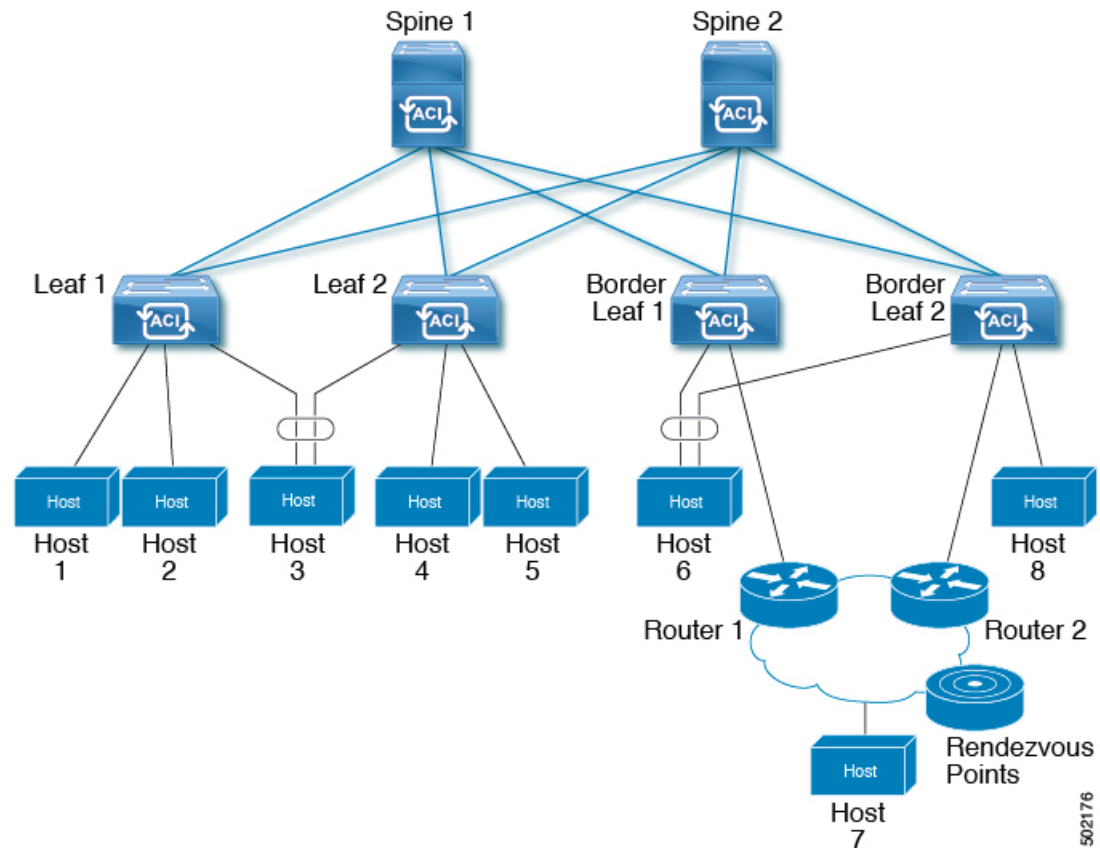 Spine 1
Spine 2
ACI
ACI
Leaf 1
Leaf 2
Border
Leaf 1
Border
Leaf 2
ACI
ACI
ACI
ACI
Host
Host
Host
Host
Host
Host
Host
Host
1
Host
2
Host
3
Host
4
Host
5
Host
6
Host
8
Router 1
Router 2
Rendezvous
Points
Host
Host
7
502176